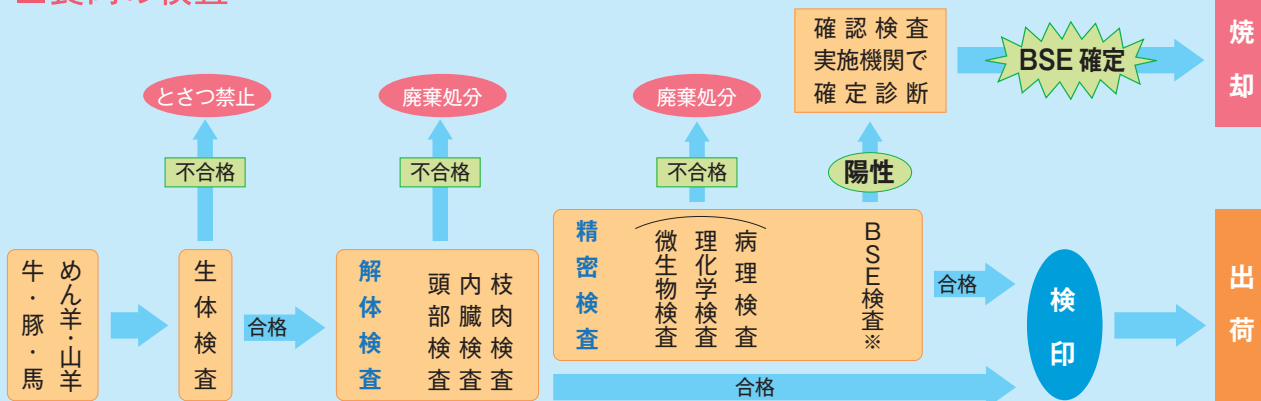 確認検査
実施機関で
確定診断
BSE 確定
焼却
とさつ禁止
廃棄処分
廃棄処分
不合格
不合格
不合格
陽性
牛・豚・馬
めん羊・山羊
生体検査
合格
解体検査
頭部検査
内臓検査
枝肉検査
精密検査
微生物検査
理化学検査
病理検査
BSE検査※
合格
合格
検印
出荷